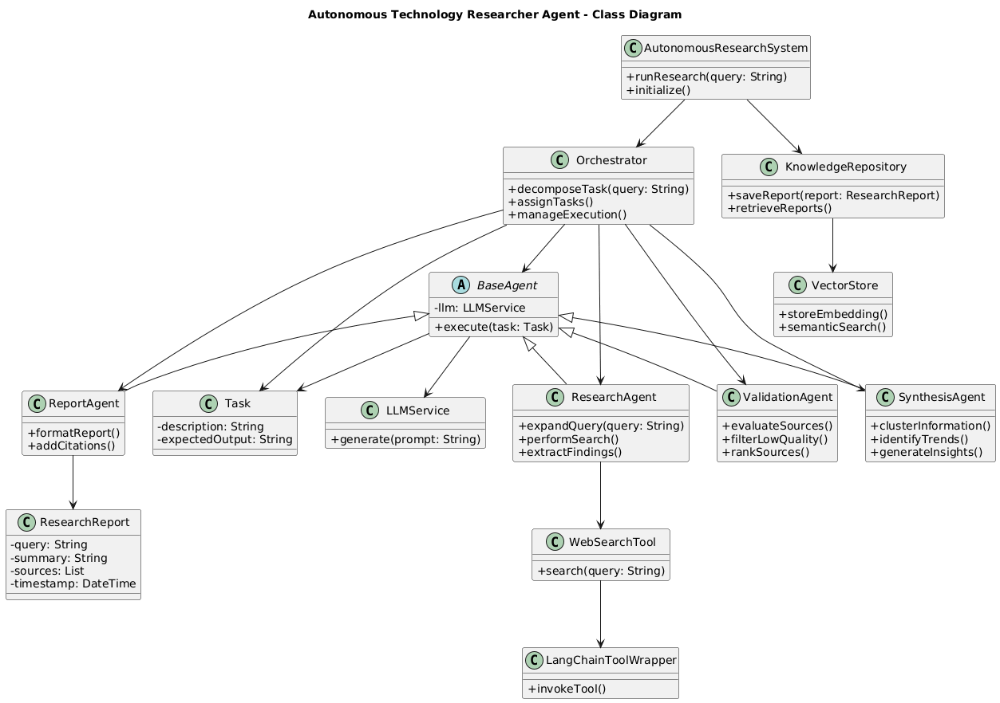 Autonomous Technology Researcher Agent - Class Diagram
C AutonomousResearchSystem
+runResearch(query: String)
+initialize()
C Orchestrator
+decomposeTask(query: String)
+assignTasks()
+manageExecution()
C KnowledgeRepository
+saveReport(report: ResearchReport)
+retrieveReports()
A BaseAgent
-llm: LLMService
+execute(task: Task)
C VectorStore
+storeEmbedding()
+semanticSearch()
C ReportAgent
+formatReport()
+addCitations()
C Task
-description: String
-expectedOutput: String
C LLMService
+generate(prompt: String)
C ResearchAgent
+expandQuery(query: String)
+performSearch()
+extractFindings()
C ValidationAgent
+evaluateSources()
+filterLowQuality()
+rankSources()
C SynthesisAgent
+clusterInformation()
+identifyTrends()
+generateInsights()
C ResearchReport
-query: String
-summary: String
-sources: List
-timestamp: DateTime
C WebSearchTool
+search(query: String)
C LangChainToolWrapper
+invokeTool()